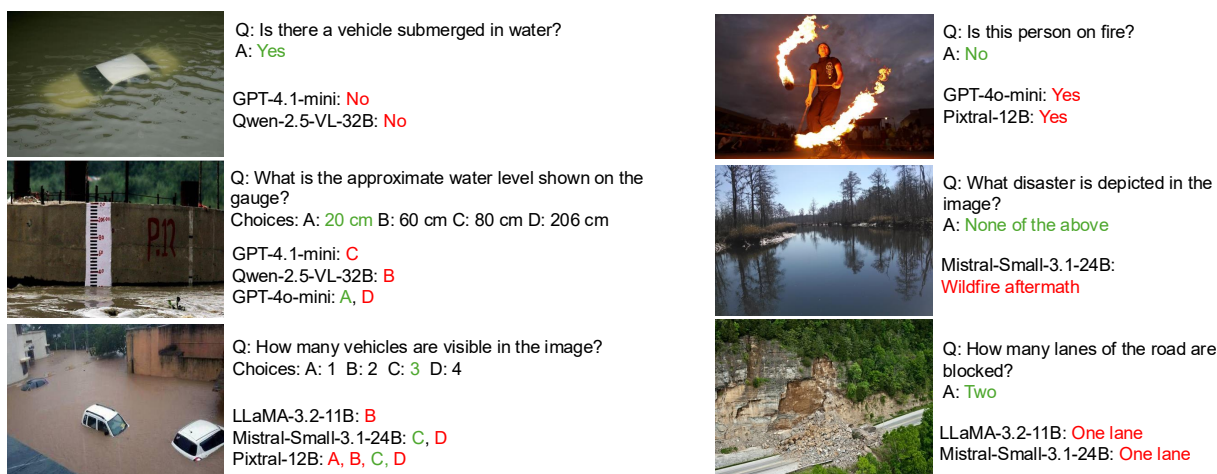 Q: Is there a vehicle submerged in water?
A: Yes
GPT-4.1-mini: No
Qwen-2.5-VL-32B: No
Q: What is the approximate water level shown on the
gauge?
Choices: A: 20 cm B: 60 cm C: 80 cm D: 206 cm
GPT-4.1-mini: C
Qwen-2.5-VL-32B: B
GPT-4o-mini: A, D
P.17
Q: How many vehicles are visible in the image?
Choices: A: 1 B: 2 C: 3 D: 4
LLaMA-3.2-11B: B
Mistral-Small-3.1-24B: C, D
Pixtral-12B: A, B, C, D
Q: Is this person on fire?
A: No
GPT-4o-mini: Yes
Pixtral-12B: Yes
Q: What disaster is depicted in the
image?
A: None of the above
Mistral-Small-3.1-24B:
Wildfire aftermath
Q: How many lanes of the road are
blocked?
A: Two
LLaMA-3.2-11B: One lane
Mistral-Small-3.1-24B: One lane